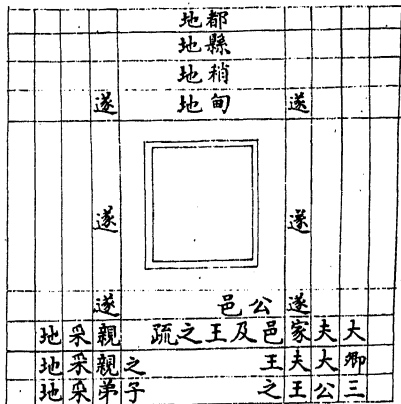 都地
縣地
稍地
遂 甸地 遂
遂 遂
遂 公邑 遂
大夫家邑及王之疏親采地
卿大夫王之親采地
三公王之子弟采地